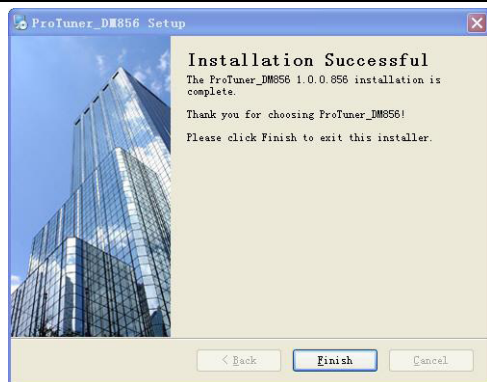 ProTuner_DM856 Setup
Installation Successful
The ProTuner_DM856 1.0.0.856 installation is
complete.
Thank you for choosing ProTuner_DM856!
Please click Finish to exit this installer.
< Back
Finish
Cancel